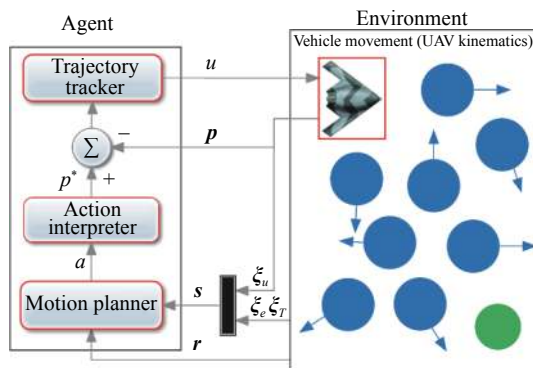 Agent
Environment
Vehicle movement (UAV kinematics)
Trajectory
tracker
u
−
Σ
p
p* +
Action
interpreter
a
ξu
s
ξe ξT
Motion planner
r